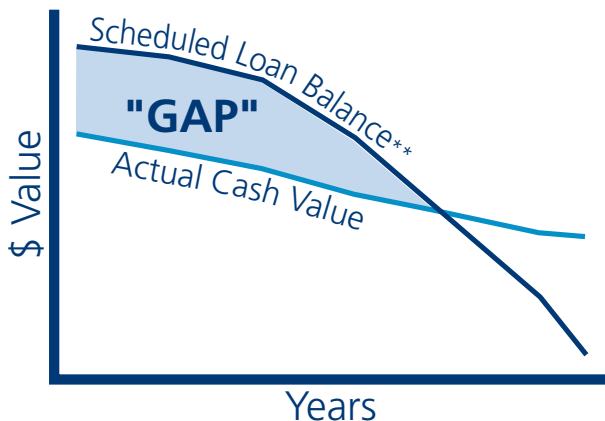 Scheduled Loan Balance**
"GAP"
Actual Cash Value
$ Value
Years